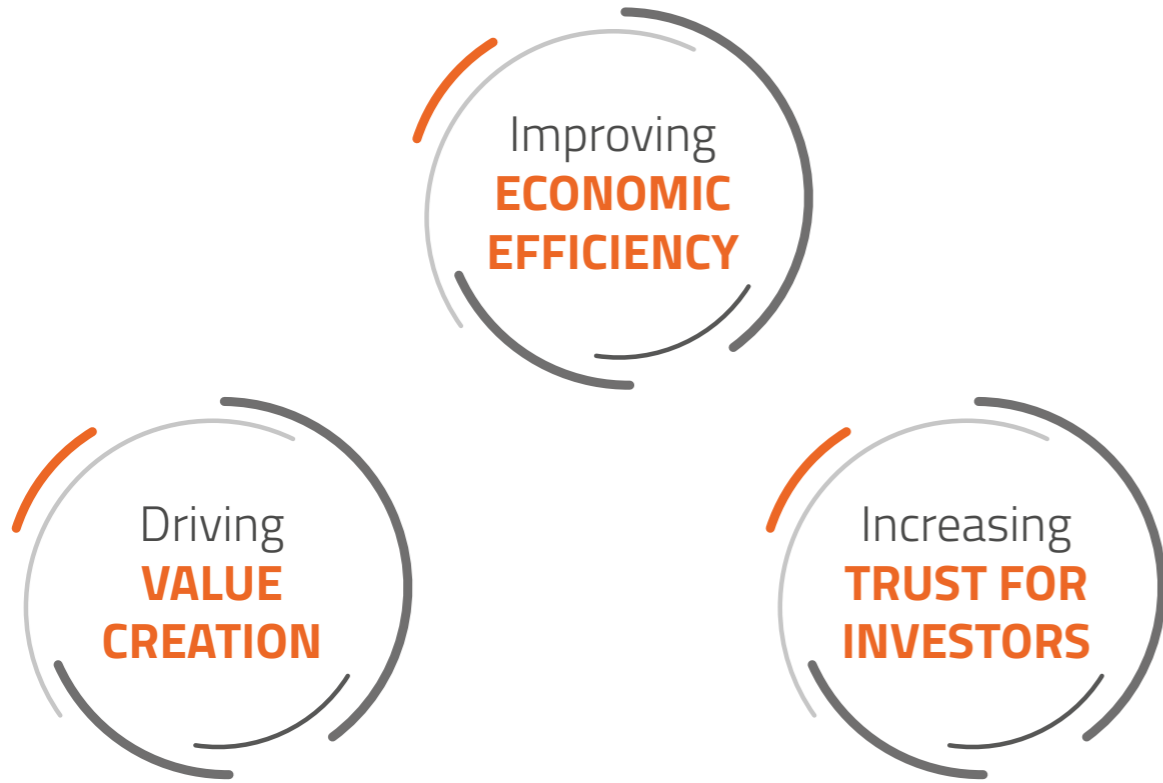 Improving
ECONOMIC
EFFICIENCY
Driving
VALUE
CREATION
Increasing
TRUST FOR
INVESTORS